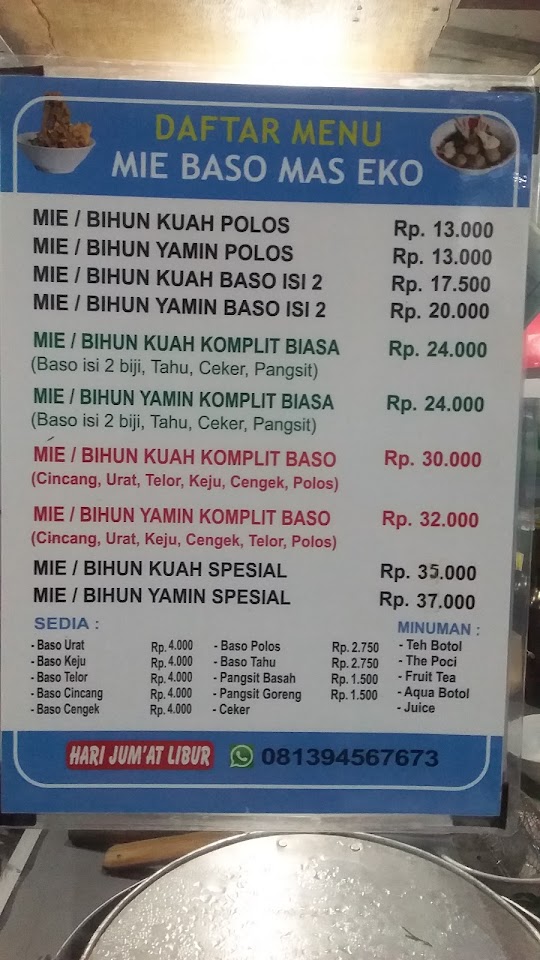 DAFTAR MENU
MIE BASO MAS EKO
MIE / BIHUN KUAH POLOS Rp. 13.000
MIE / BIHUN YAMIN POLOS Rp. 13.000
MIE / BIHUN KUAH BASO ISI 2 Rp. 17.500
MIE / BIHUN YAMIN BASO ISI 2 Rp. 20.000
MIE / BIHUN KUAH KOMPLIT BIASA Rp. 24.000
(Baso isi 2 biji, Tahu, Ceker, Pangsit)
MIE / BIHUN YAMIN KOMPLIT BIASA Rp. 24.000
(Baso isi 2 biji, Tahu, Ceker, Pangsit)
MIE / BIHUN KUAH KOMPLIT BASO Rp. 30.000
(Cincang, Urat, Telor, Keju, Cengek, Polos)
MIE / BIHUN YAMIN KOMPLIT BASO Rp. 32.000
(Cincang, Urat, Keju, Cengek, Telor, Polos)
MIE / BIHUN KUAH SPESIAL Rp. 35.000
MIE / BIHUN YAMIN SPESIAL Rp. 37.000
SEDIA :
- Baso Urat Rp. 4.000
- Baso Keju Rp. 4.000
- Baso Telor Rp. 4.000
- Baso Cincang Rp. 4.000
- Baso Cengek Rp. 4.000
- Baso Polos Rp. 2.750
- Baso Tahu Rp. 2.750
- Pangsit Basah Rp. 1.500
- Pangsit Goreng Rp. 1.500
- Ceker
MINUMAN :
- Teh Botol
- The Poci
- Fruit Tea
- Aqua Botol
- Juice
HARI JUM'AT LIBUR 081394567673